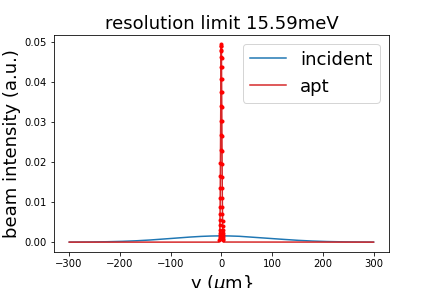 resolution limit 15.59meV
beam intensity (a.u.)
0.05
0.04
0.03
0.02
0.01
0.00
incident
apt
−300
−200
−100
0
100
200
300
y (μm}